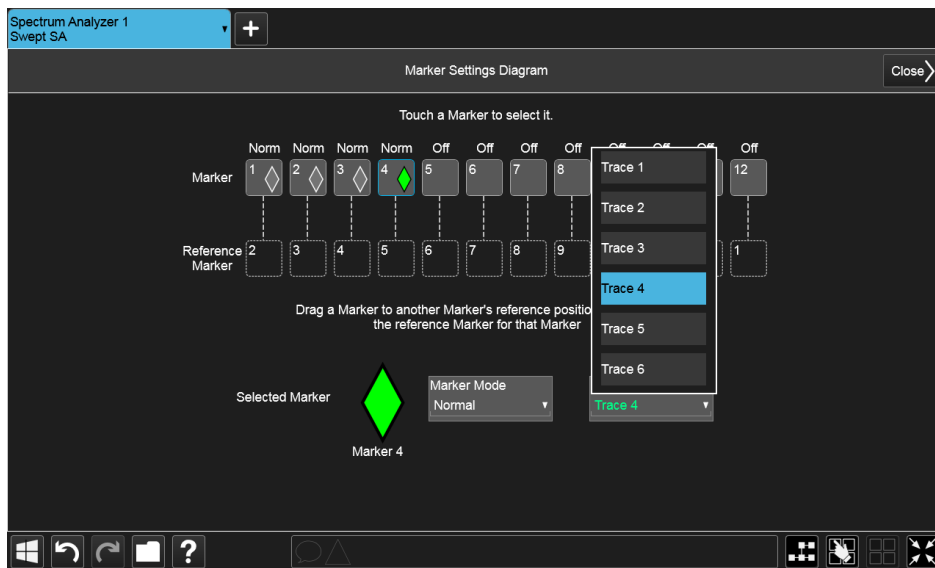 Spectrum Analyzer 1
Swept SA
+
Marker Settings Diagram
Close
Touch a Marker to select it.
Norm Norm Norm Norm Off Off Off Off Off
Marker 1 2 3 4 5 6 7 8 12
Reference Marker 2 3 4 5 6 7 8 9 1
Trace 1
Trace 2
Trace 3
Trace 4
Trace 5
Trace 6
Drag a Marker to another Marker's reference
the reference Marker for that Marker
Selected Marker
Marker 4
Marker Mode
Normal
Trace 4
?